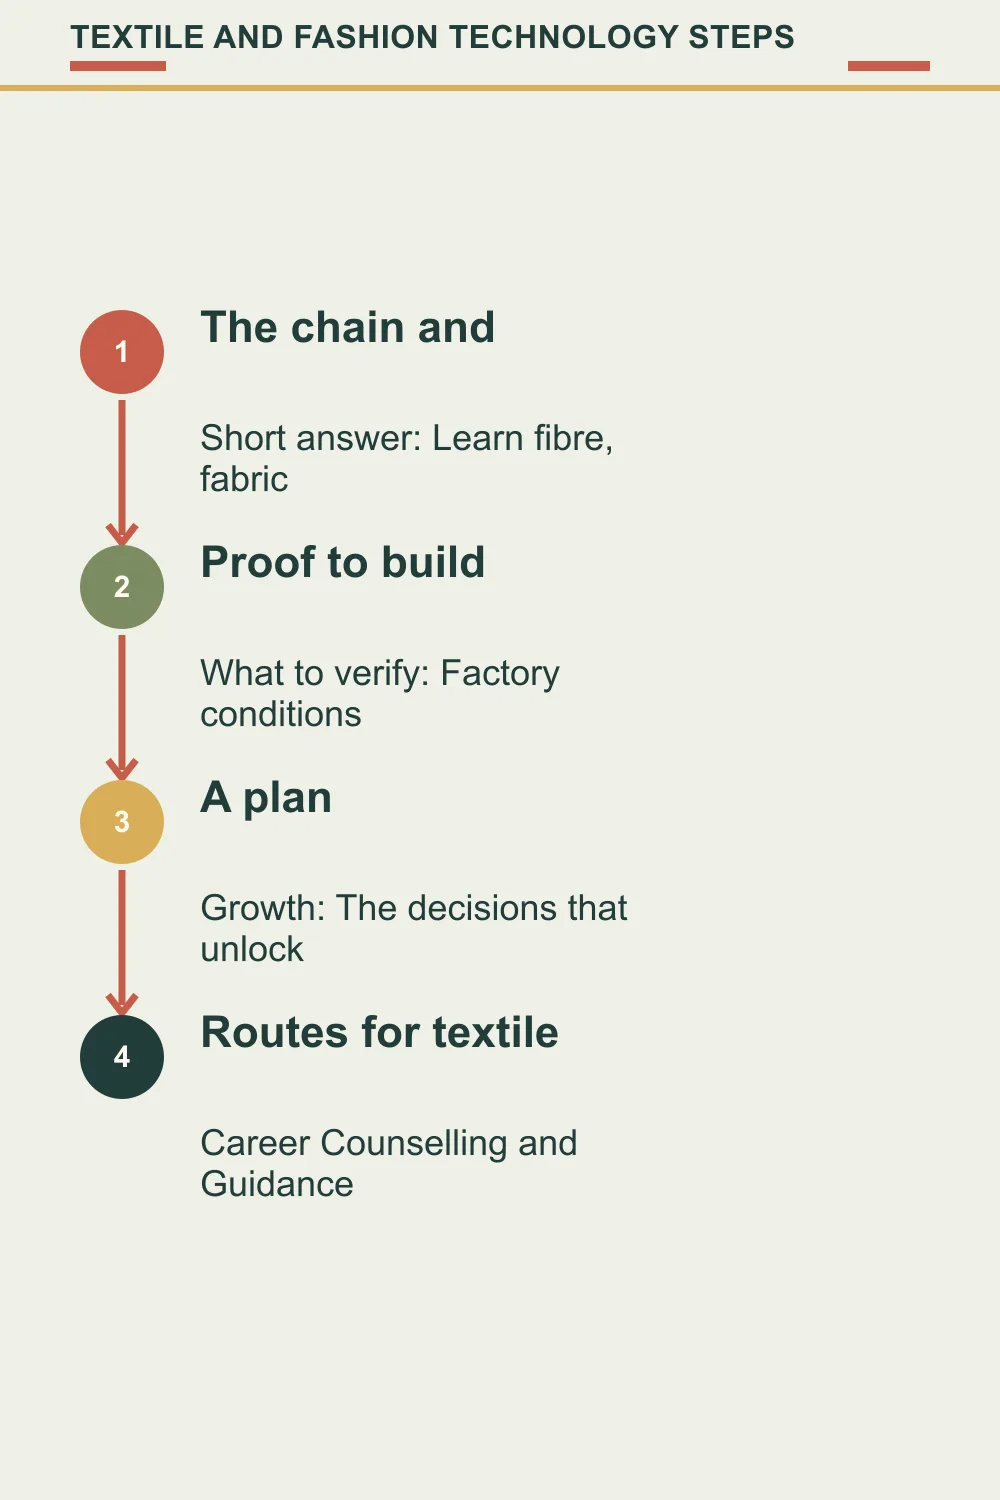 TEXTILE AND FASHION TECHNOLOGY STEPS
1
The chain and
Short answer: Learn fibre,
fabric
2
Proof to build
What to verify: Factory
conditions
3
A plan
Growth: The decisions that
unlock
4
Routes for textile
Career Counselling and
Guidance